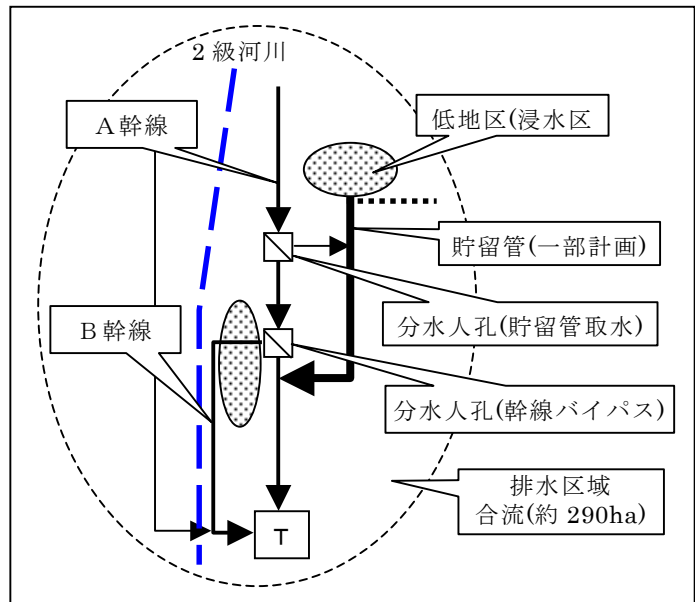 2級河川
A幹線
低地区(浸水区
貯留管(一部計画)
B幹線
分水人孔(貯留管取水)
分水人孔(幹線バイパス)
排水区域
合流(約 290ha)
T